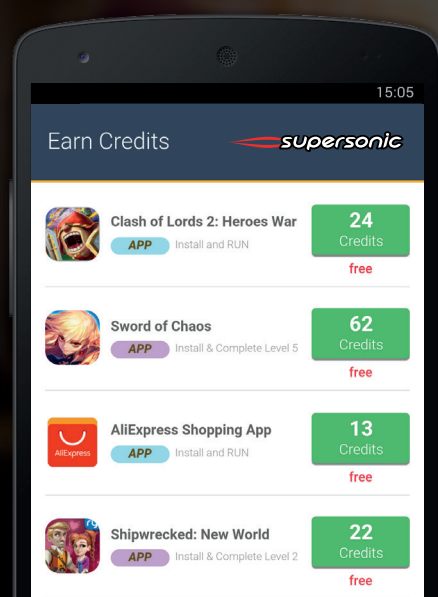 15:05
Earn Credits
supersonic
Clash of Lords 2: Heroes War
APP Install and RUN
24
Credits
free
Sword of Chaos
APP Install & Complete Level 5
62
Credits
free
AliExpress
AliExpress Shopping App
APP Install and RUN
13
Credits
free
Shipwrecked: New World
APP Install & Complete Level 2
22
Credits
free